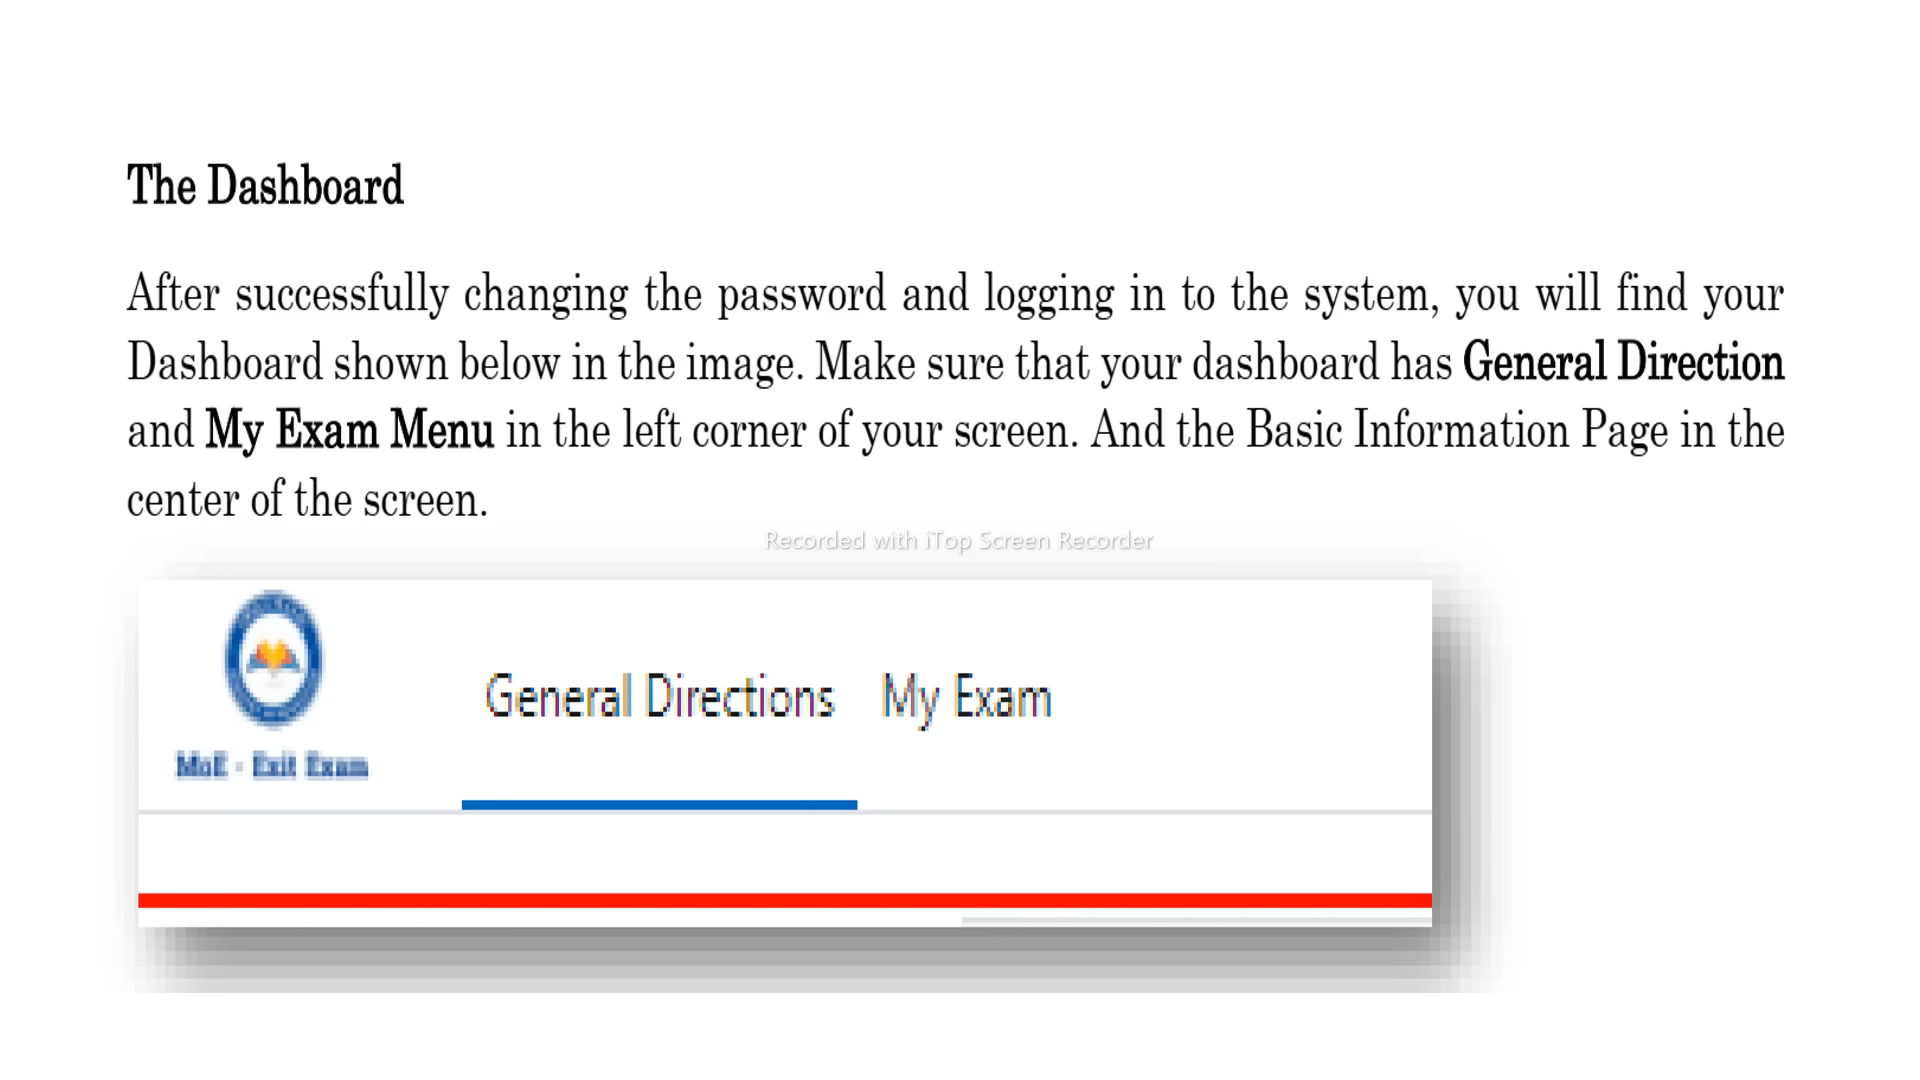 The Dashboard
After successfully changing the password and logging in to the system, you will find your
Dashboard shown below in the image. Make sure that your dashboard has General Direction
and My Exam Menu in the left corner of your screen. And the Basic Information Page in the
center of the screen.
Recorded with iTop Screen Recorder
General Directions My Exam
MoE - Exit Exam